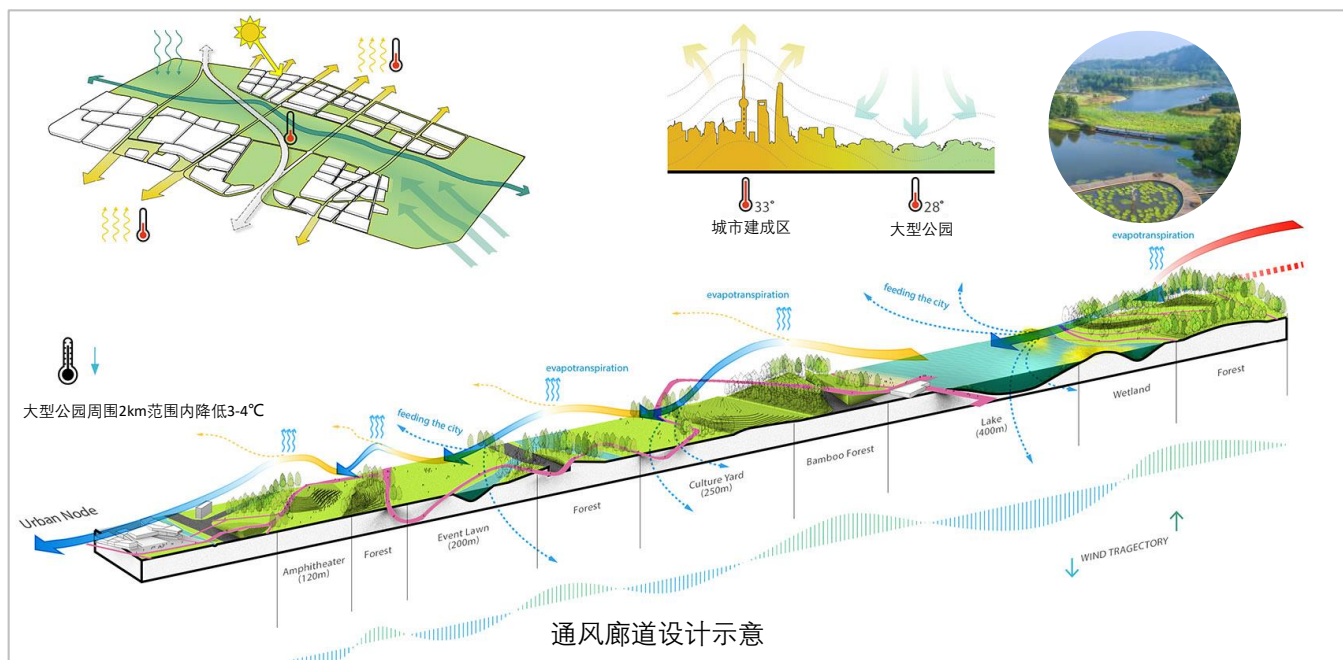 33°
28°
城市建成区
大型公园
evapotranspiration
feeding the city
evapotranspiration
evapotranspiration
大型公园周围2km范围内降低3-4℃
feeding the city
Forest
Wetland
Lake
(400m)
Bamboo Forest
Culture Yard
(250m)
Forest
Event Lawn
(200m)
Forest
Amphitheater
(120m)
Urban Node
WIND TRAGECTORY
通风廊道设计示意